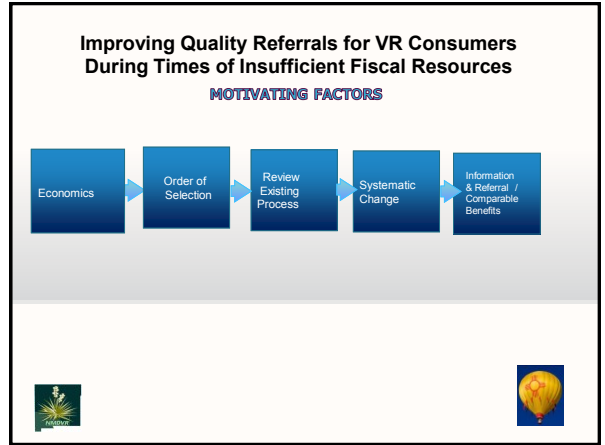 Improving Quality Referrals for VR Consumers
During Times of Insufficient Fiscal Resources
MOTIVATING FACTORS
Economics
Order of
Selection
Review
Existing
Process
Systematic
Change
Information
& Referral /
Comparable
Benefits
NMDVR